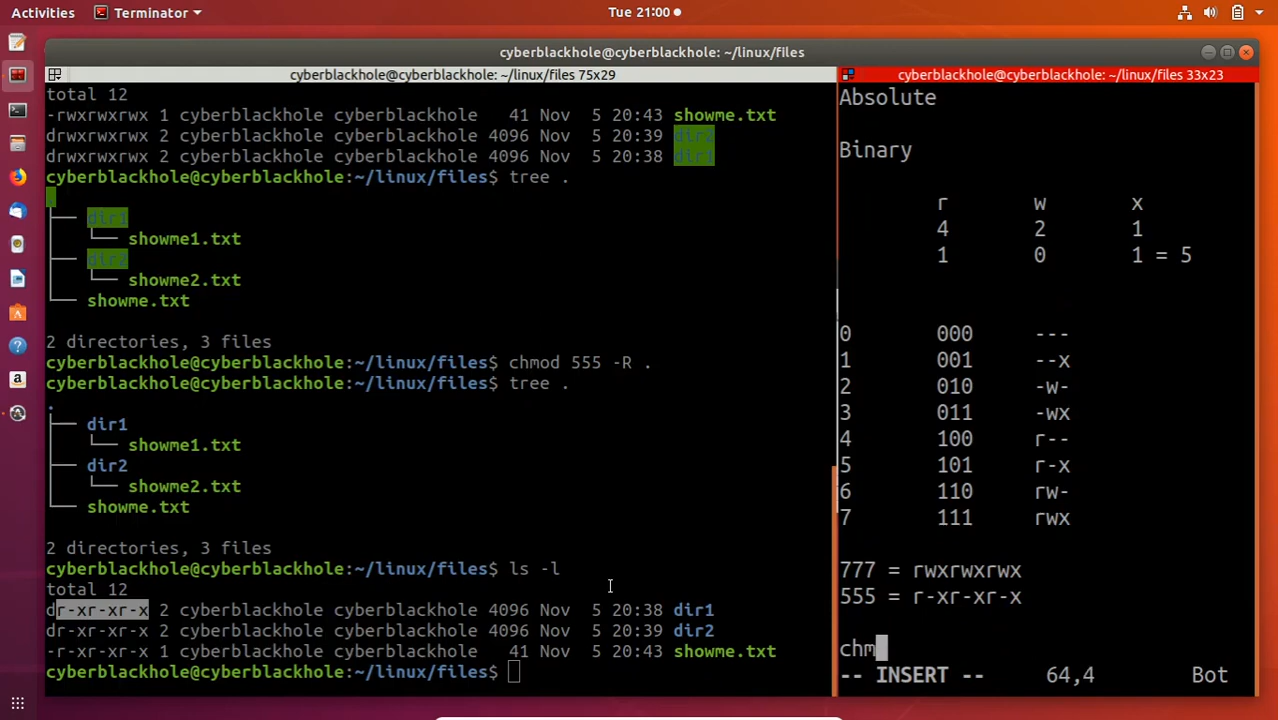 Activities Terminator Tue 21:00
cyberblackhole@cyberblackhole: ~/linux/files
cyberblackhole@cyberblackhole: ~/linux/files 75x29
total 12
-rwxrwxrwx 1 cyberblackhole cyberblackhole   41 Nov  5 20:43 showme.txt
drwxrwxrwx 2 cyberblackhole cyberblackhole 4096 Nov  5 20:39 dir2
drwxrwxrwx 2 cyberblackhole cyberblackhole 4096 Nov  5 20:38 dir1
cyberblackhole@cyberblackhole:~/linux/files$ tree .
.
├── dir1
│   └── showme1.txt
├── dir2
│   └── showme2.txt
└── showme.txt
2 directories, 3 files
cyberblackhole@cyberblackhole:~/linux/files$ chmod 555 -R .
cyberblackhole@cyberblackhole:~/linux/files$ tree .
.
├── dir1
│   └── showme1.txt
├── dir2
│   └── showme2.txt
└── showme.txt
2 directories, 3 files
cyberblackhole@cyberblackhole:~/linux/files$ ls -l
total 12
dr-xr-xr-x 2 cyberblackhole cyberblackhole 4096 Nov  5 20:38 dir1
dr-xr-xr-x 2 cyberblackhole cyberblackhole 4096 Nov  5 20:39 dir2
-r-xr-xr-x 1 cyberblackhole cyberblackhole   41 Nov  5 20:43 showme.txt
cyberblackhole@cyberblackhole:~/linux/files$
cyberblackhole@cyberblackhole: ~/linux/files 33x23
Absolute
Binary
r w x
4 2 1
1 0 1 = 5
0 000 ---
1 001 --x
2 010 -w-
3 011 -wx
4 100 r--
5 101 r-x
6 110 rw-
7 111 rwx
777 = rwxrwxrwx
555 = r-xr-xr-x
chm
-- INSERT -- 64,4 Bot